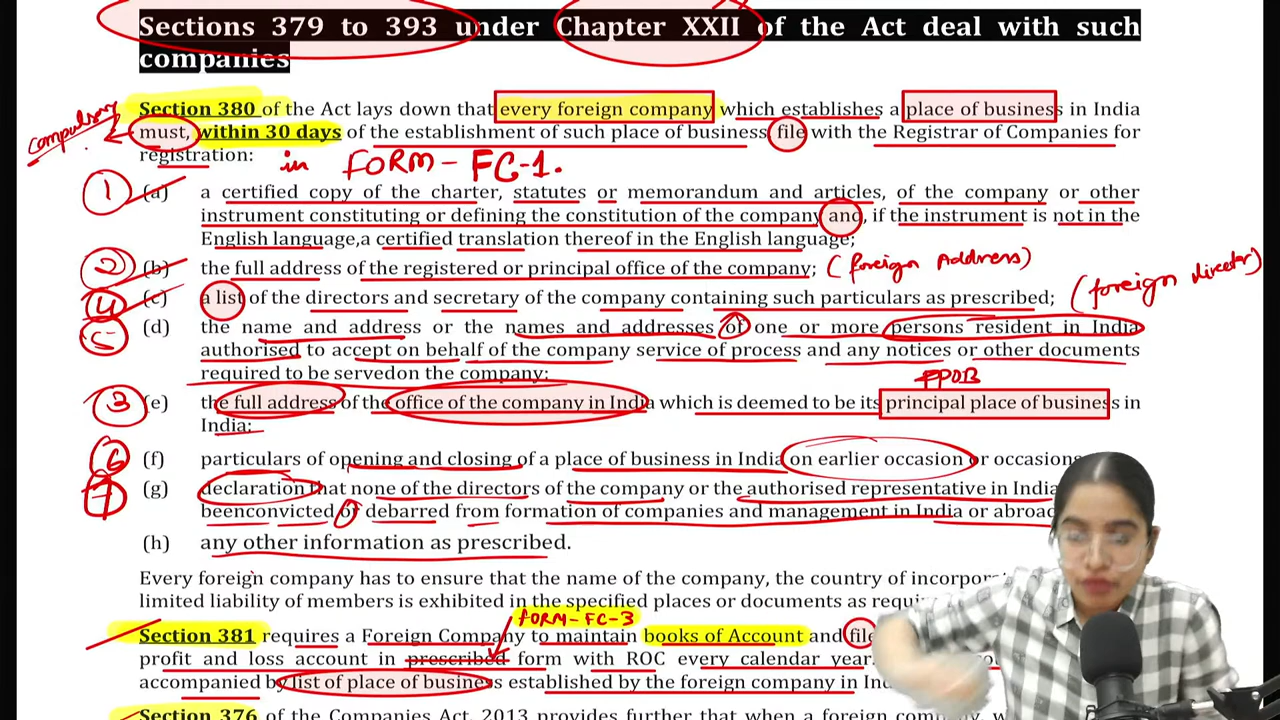 Sections 379 to 393 under Chapter XXII of the Act deal with such
companies
Section 380 of the Act lays down that every foreign company which establishes a place of business in India
compulsory
must, within 30 days of the establishment of such place of business file with the Registrar of Companies for
registration: in FORM - FC-1.
1 (a) a certified copy of the charter, statutes or memorandum and articles, of the company or other
instrument constituting or defining the constitution of the company and, if the instrument is not in the
English language,a certified translation thereof in the English language;
2 (b) the full address of the registered or principal office of the company; (foreign Address)
4 (c) a list of the directors and secretary of the company containing such particulars as prescribed; (foreign director)
5 (d) the name and address or the names and addresses of one or more persons resident in India
authorised to accept on behalf of the company service of process and any notices or other documents
required to be servedon the company;
PPOB
3 (e) the full address of the office of the company in India which is deemed to be its principal place of business in
India:
6 (f) particulars of opening and closing of a place of business in India on earlier occasion or occasions
7 (g) declaration that none of the directors of the company or the authorised representative in India
beenconvicted or debarred from formation of companies and management in India or abroad
(h) any other information as prescribed.
Every foreign company has to ensure that the name of the company, the country of
limited liability of members is exhibited in the specified places or documents as
FORM-FC-3
Section 381 requires a Foreign Company to maintain books of Account and file
profit and loss account in prescribed form with ROC every calendar year.
accompanied by list of place of business established by the foreign company in
Section 376 of the Companies Act, 2013 provides further that when a foreign